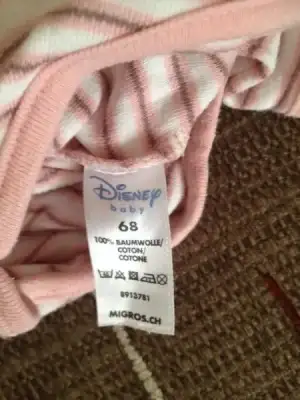 Disney
baby
68
100% BAUMWOLLE/
COTON/
COTONE
8913781
MIGROS.CH